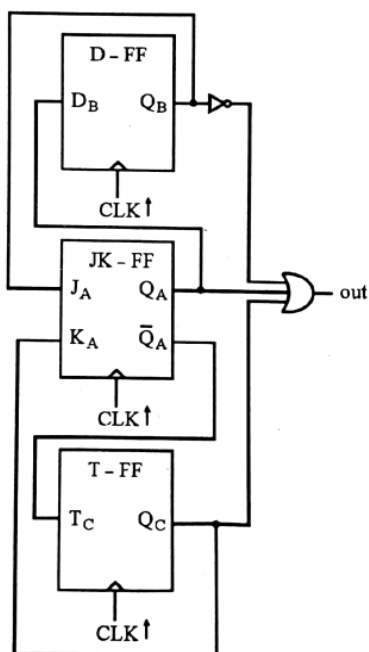 D-FF
D_B Q_B
CLK ↑
JK-FF
J_A Q_A
out
K_A Q̅_A
CLK ↑
T-FF
T_C Q_C
CLK ↑